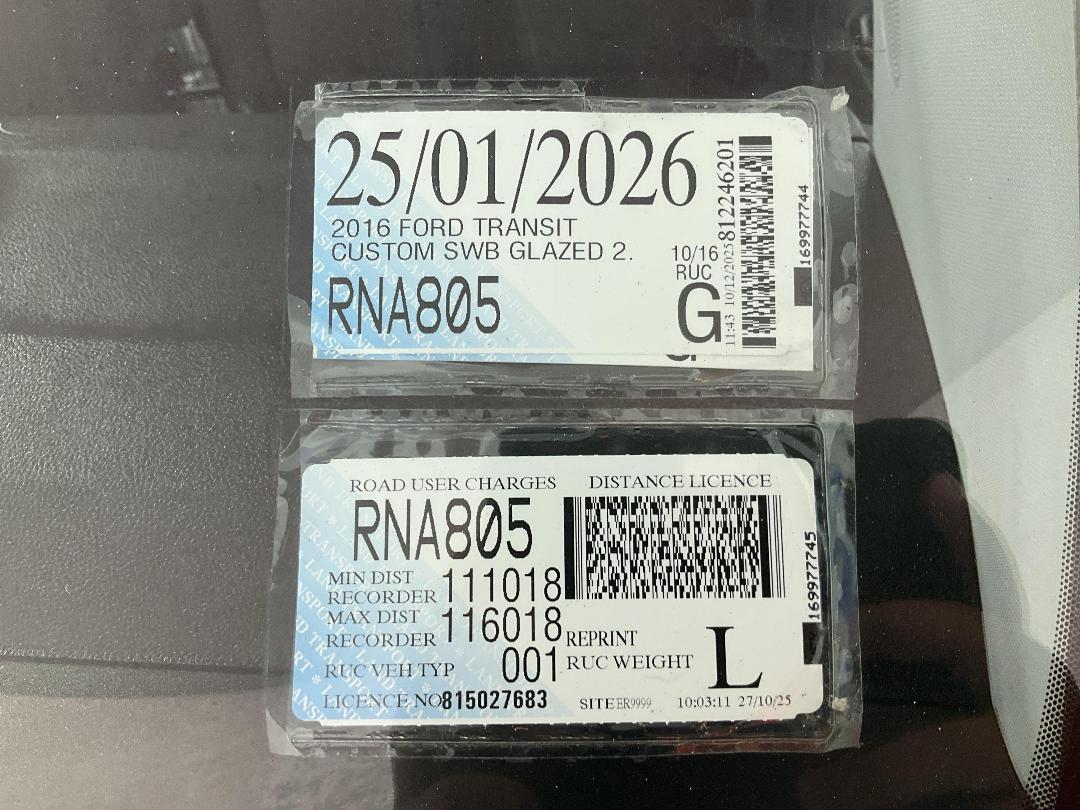 25/01/2026
2016 FORD TRANSIT
CUSTOM SWB GLAZED 2.
10/16
RUC
RNA805
G
11:43 10/12/2025 812246201
169977744
ROAD USER CHARGES DISTANCE LICENCE
RNA805
MIN DIST
RECORDER 111018
MAX DIST
RECORDER 116018
REPRINT
RUC VEH TYP 001
RUC WEIGHT L
LICENCE NO 815027683
SITE ER9999 10:03:11 27/10/25
169977745